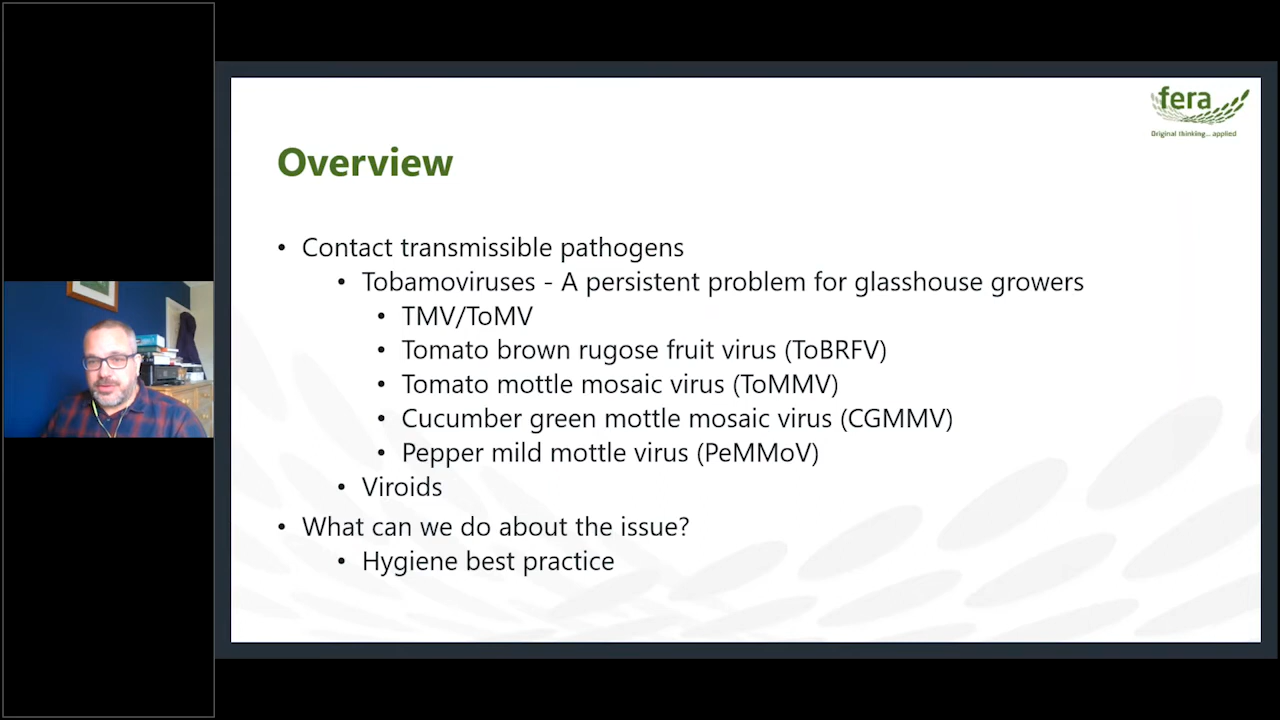 fera
Original thinking... applied
Overview
• Contact transmissible pathogens
• Tobamoviruses - A persistent problem for glasshouse growers
• TMV/ToMV
• Tomato brown rugose fruit virus (ToBRFV)
• Tomato mottle mosaic virus (ToMMV)
• Cucumber green mottle mosaic virus (CGMMV)
• Pepper mild mottle virus (PeMMoV)
• Viroids
• What can we do about the issue?
• Hygiene best practice